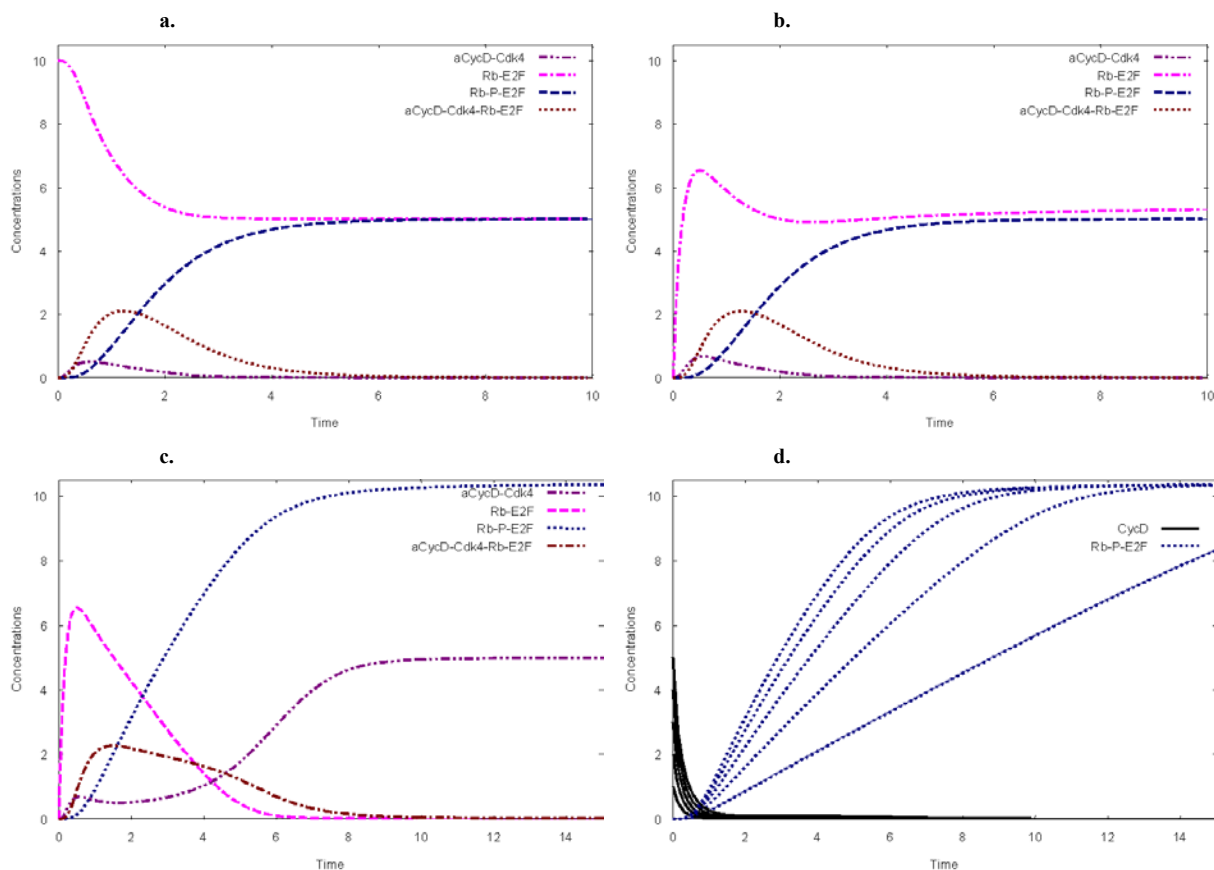 a.
aCycD-Cdk4
Rb-E2F
Rb-P-E2F
aCycD-Cdk4-Rb-E2F
Concentrations
10
8
6
4
2
0
0 2 4 6 8 10
Time
b.
aCycD-Cdk4
Rb-E2F
Rb-P-E2F
aCycD-Cdk4-Rb-E2F
Concentrations
10
8
6
4
2
0
0 2 4 6 8 10
Time
c.
aCycD-Cdk4
Rb-E2F
Rb-P-E2F
aCycD-Cdk4-Rb-E2F
Concentrations
10
8
6
4
2
0
0 2 4 6 8 10 12 14
Time
d.
CycD
Rb-P-E2F
Concentrations
10
8
6
4
2
0
0 2 4 6 8 10 12 14
Time